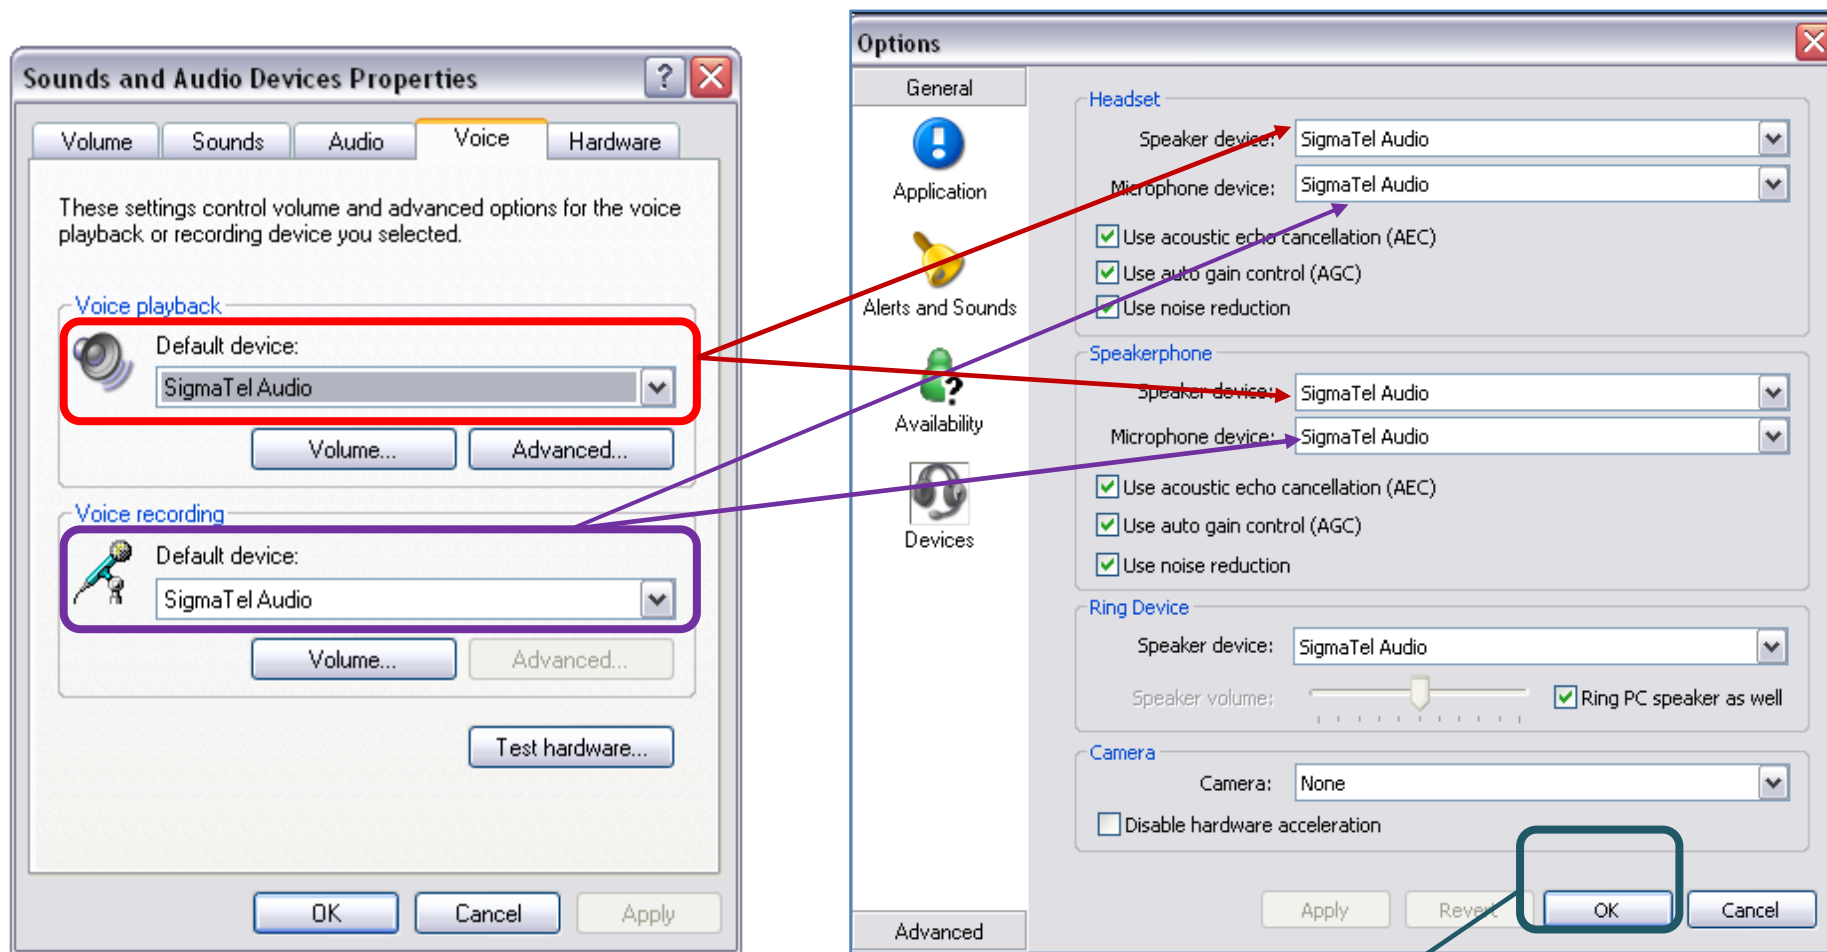 Sounds and Audio Devices Properties
?
Volume
Sounds
Audio
Voice
Hardware
These settings control volume and advanced options for the voice
playback or recording device you selected.
Voice playback
Default device:
SigmaTel Audio
Volume...
Advanced...
Voice recording
Default device:
SigmaTel Audio
Volume...
Advanced...
Test hardware...
OK
Cancel
Apply
Options
General
Application
Alerts and Sounds
Availability
Devices
Advanced
Headset
Speaker device:
SigmaTel Audio
Microphone device:
SigmaTel Audio
Use acoustic echo cancellation (AEC)
Use auto gain control (AGC)
Use noise reduction
Speakerphone
Speaker device:
SigmaTel Audio
Microphone device:
SigmaTel Audio
Use acoustic echo cancellation (AEC)
Use auto gain control (AGC)
Use noise reduction
Ring Device
Speaker device:
SigmaTel Audio
Speaker volume:
Ring PC speaker as well
Camera
Camera:
None
Disable hardware acceleration
Apply
Revert
OK
Cancel